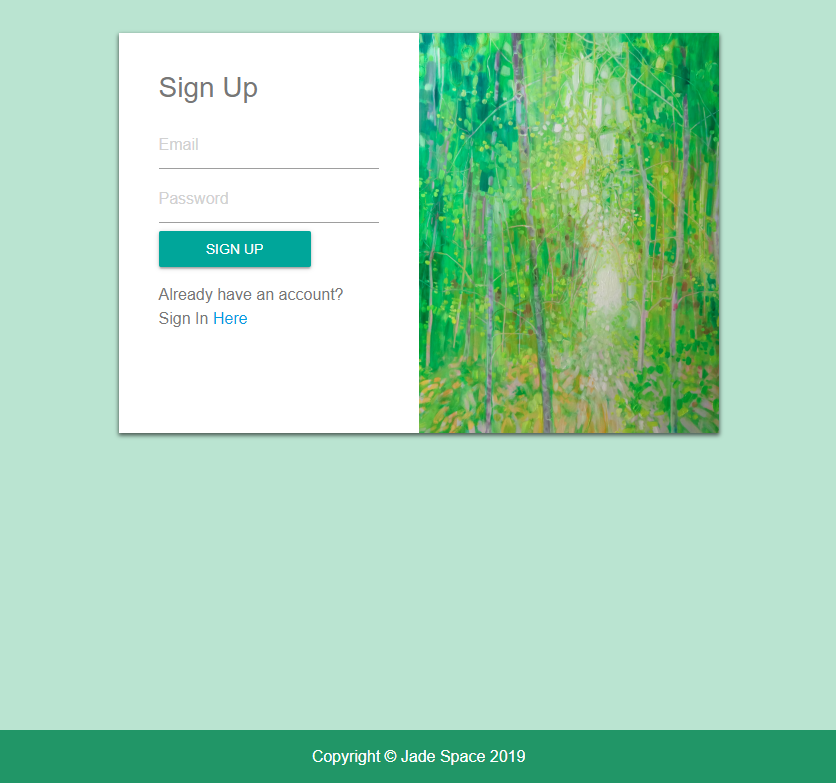 Sign Up
Email
Password
SIGN UP
Already have an account?
Sign In Here
Copyright © Jade Space 2019